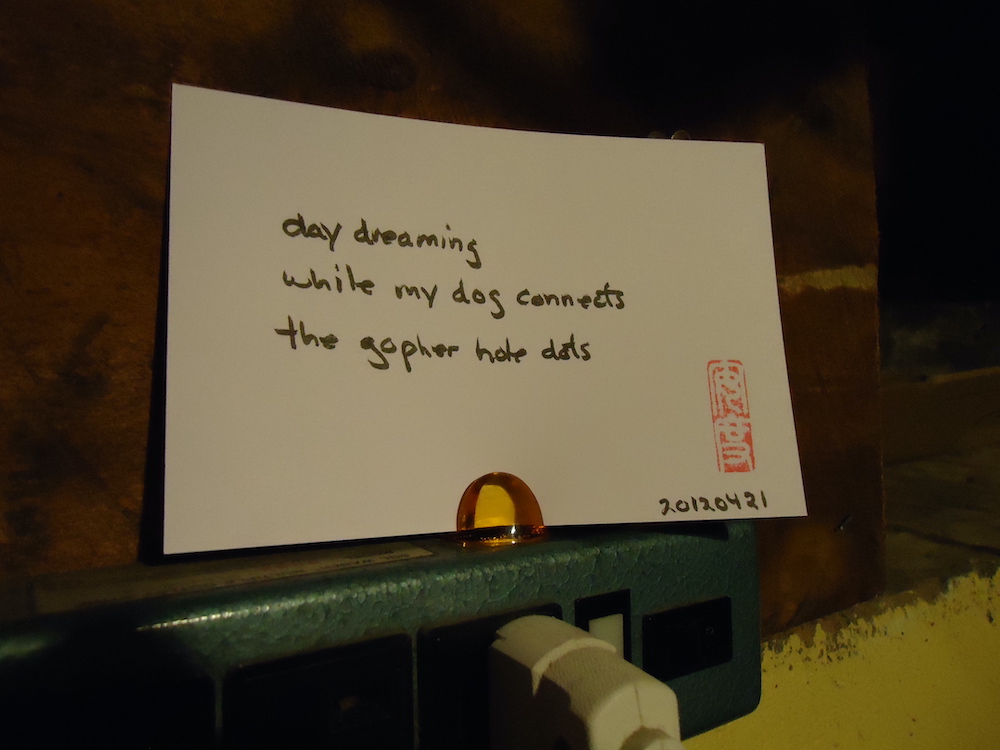 day dreaming
while my dog connects
the gopher hole dots
20120421